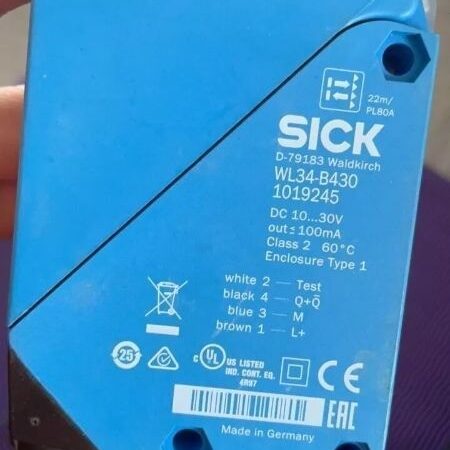 22m/
PL80A
SICK
D-79183 Waldkirch
WL34-B430
1019245
DC 10...30V
out≤100mA
Class 2 60°C
Enclosure Type 1
white 2 — Test
black 4 — Q+Q̅
blue 3 — M
brown 1 — L+
25
C UL US LISTED
IND. CONT. EQ.
4R97
CE
EAC
Made in Germany